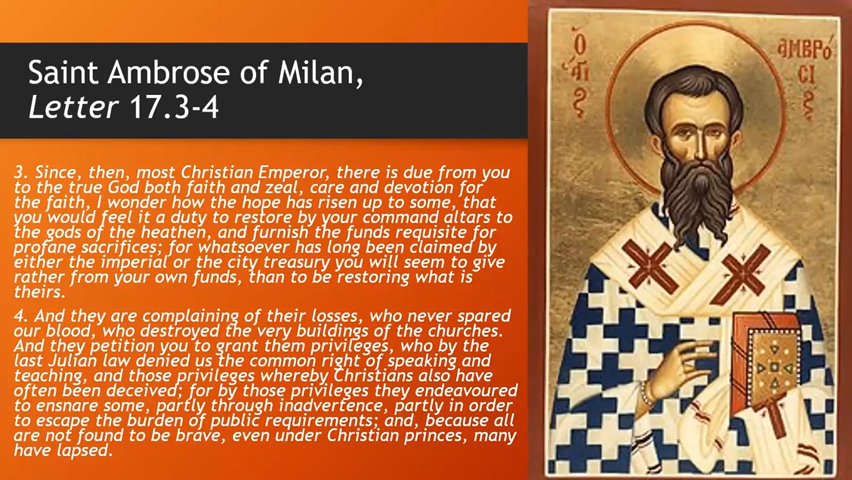 Saint Ambrose of Milan,
Letter 17.3-4
3. Since, then, most Christian Emperor, there is due from you
to the true God both faith and zeal, care and devotion for
the faith, I wonder how the hope has risen up to some, that
you would feel it a duty to restore by your command altars to
the gods of the heathen, and furnish the funds requisite for
profane sacrifices; for whatsoever has long been claimed by
either the imperial or the city treasury you will seem to give
rather from your own funds, than to be restoring what is
theirs.
4. And they are complaining of their losses, who never spared
our blood, who destroyed the very buildings of the churches.
And they petition you to grant them privileges, who by the
last Julian law denied us the common right of speaking and
teaching, and those privileges whereby Christians also have
often been deceived; for by those privileges they endeavoured
to ensnare some, partly through inadvertence, partly in order
to escape the burden of public requirements; and, because all
are not found to be brave, even under Christian princes, many
have lapsed.
ὁ
ἅγι
ἀμβρό
σι